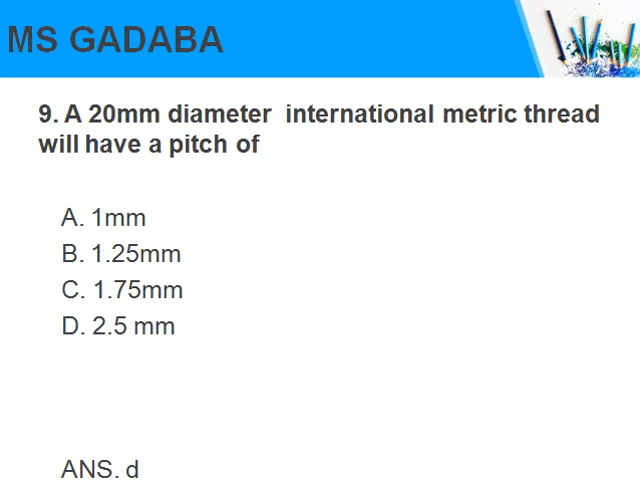 MS GADABA
9. A 20mm diameter  international metric thread
will have a pitch of
A. 1mm
B. 1.25mm
C. 1.75mm
D. 2.5 mm
ANS. d